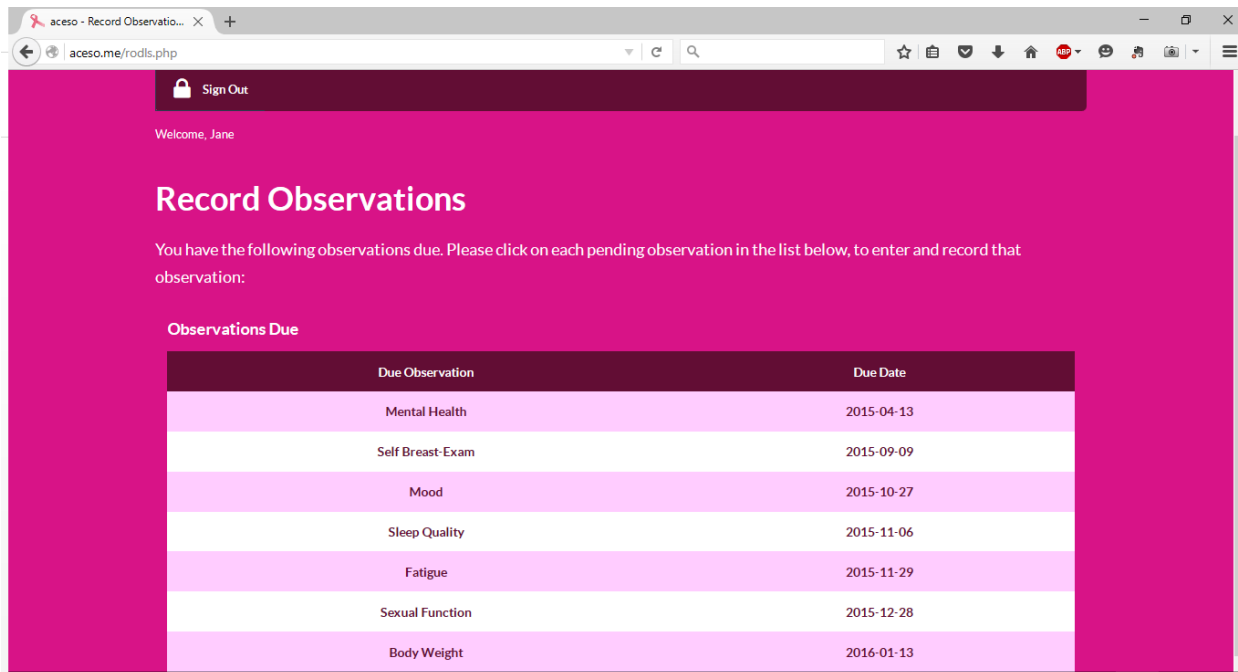 aceso - Record Observatio...
aceso.me/rodls.php
ABP
Sign Out
Welcome, Jane
Record Observations
You have the following observations due. Please click on each pending observation in the list below, to enter and record that
observation:
Observations Due
Due Observation Due Date
Mental Health 2015-04-13
Self Breast-Exam 2015-09-09
Mood 2015-10-27
Sleep Quality 2015-11-06
Fatigue 2015-11-29
Sexual Function 2015-12-28
Body Weight 2016-01-13